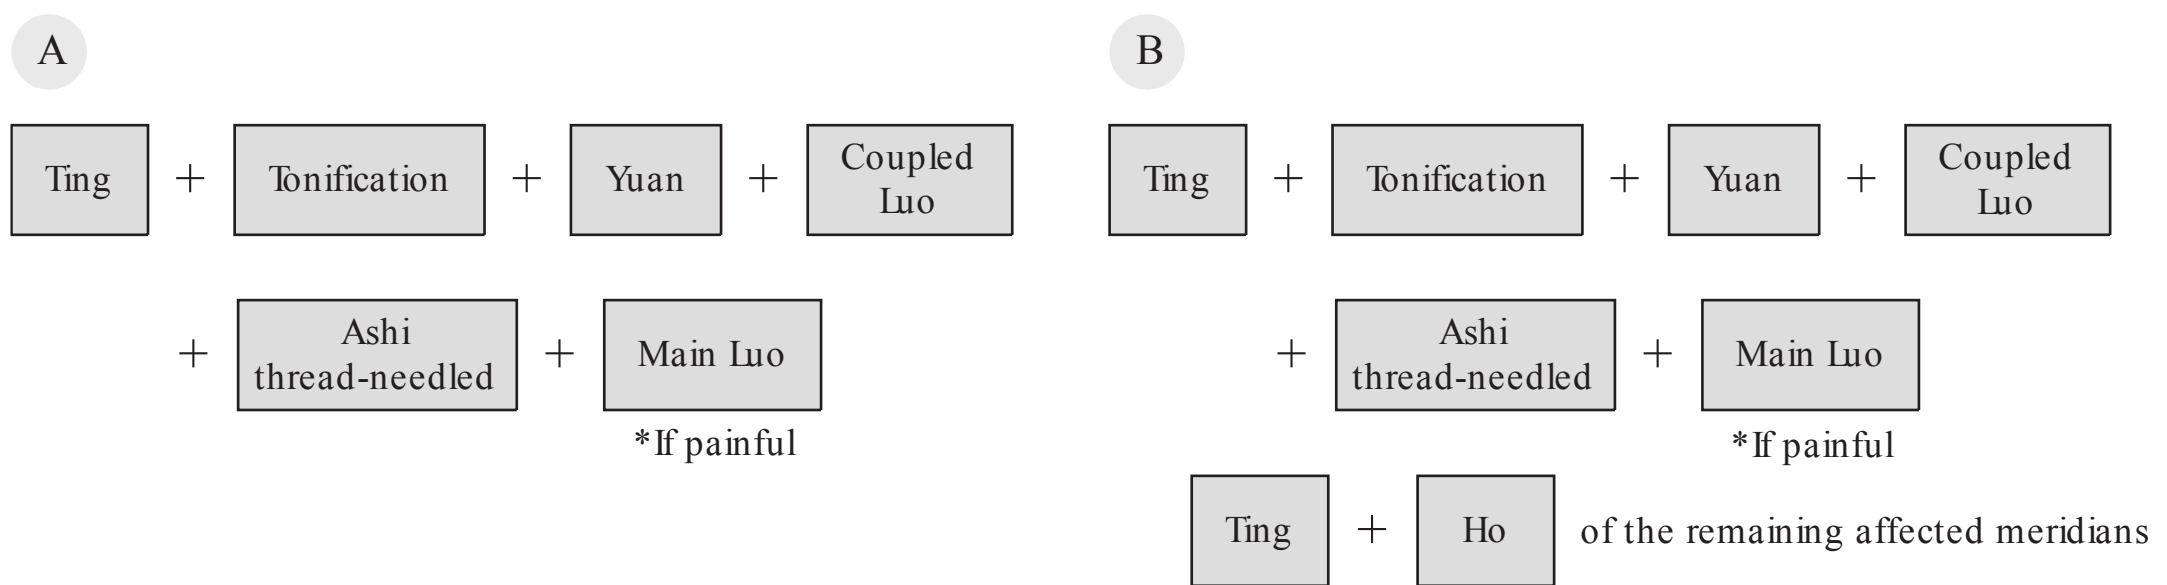 A
Ting + Tonification + Yuan + Coupled Luo
+ Ashi thread-needled + Main Luo
*If painful
B
Ting + Tonification + Yuan + Coupled Luo
+ Ashi thread-needled + Main Luo
*If painful
Ting + Ho of the remaining affected meridians